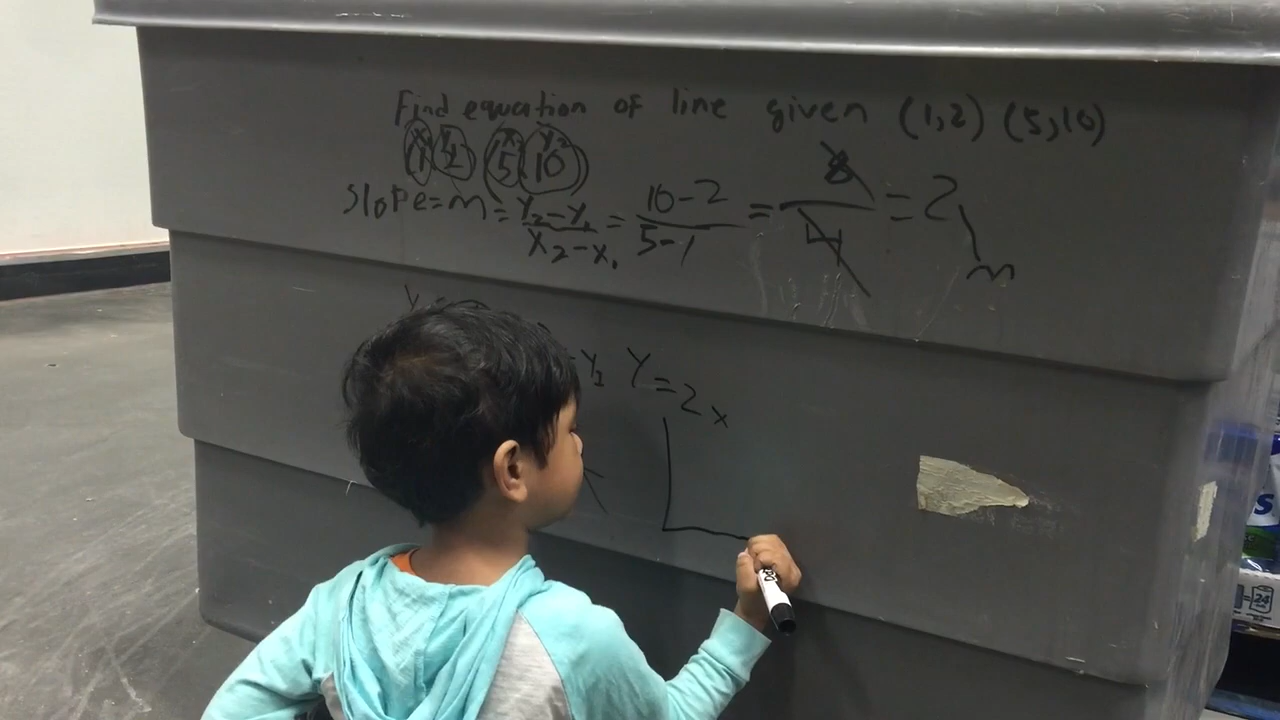 Find equation of line given (1,2) (5,10)
x1 y1 x2 y2
(1, 2) (5, 10)
Slope = m = y2-y1/x2-x1 = 10-2/5-1 = 8/4 = 2
m
y =
y = 2x